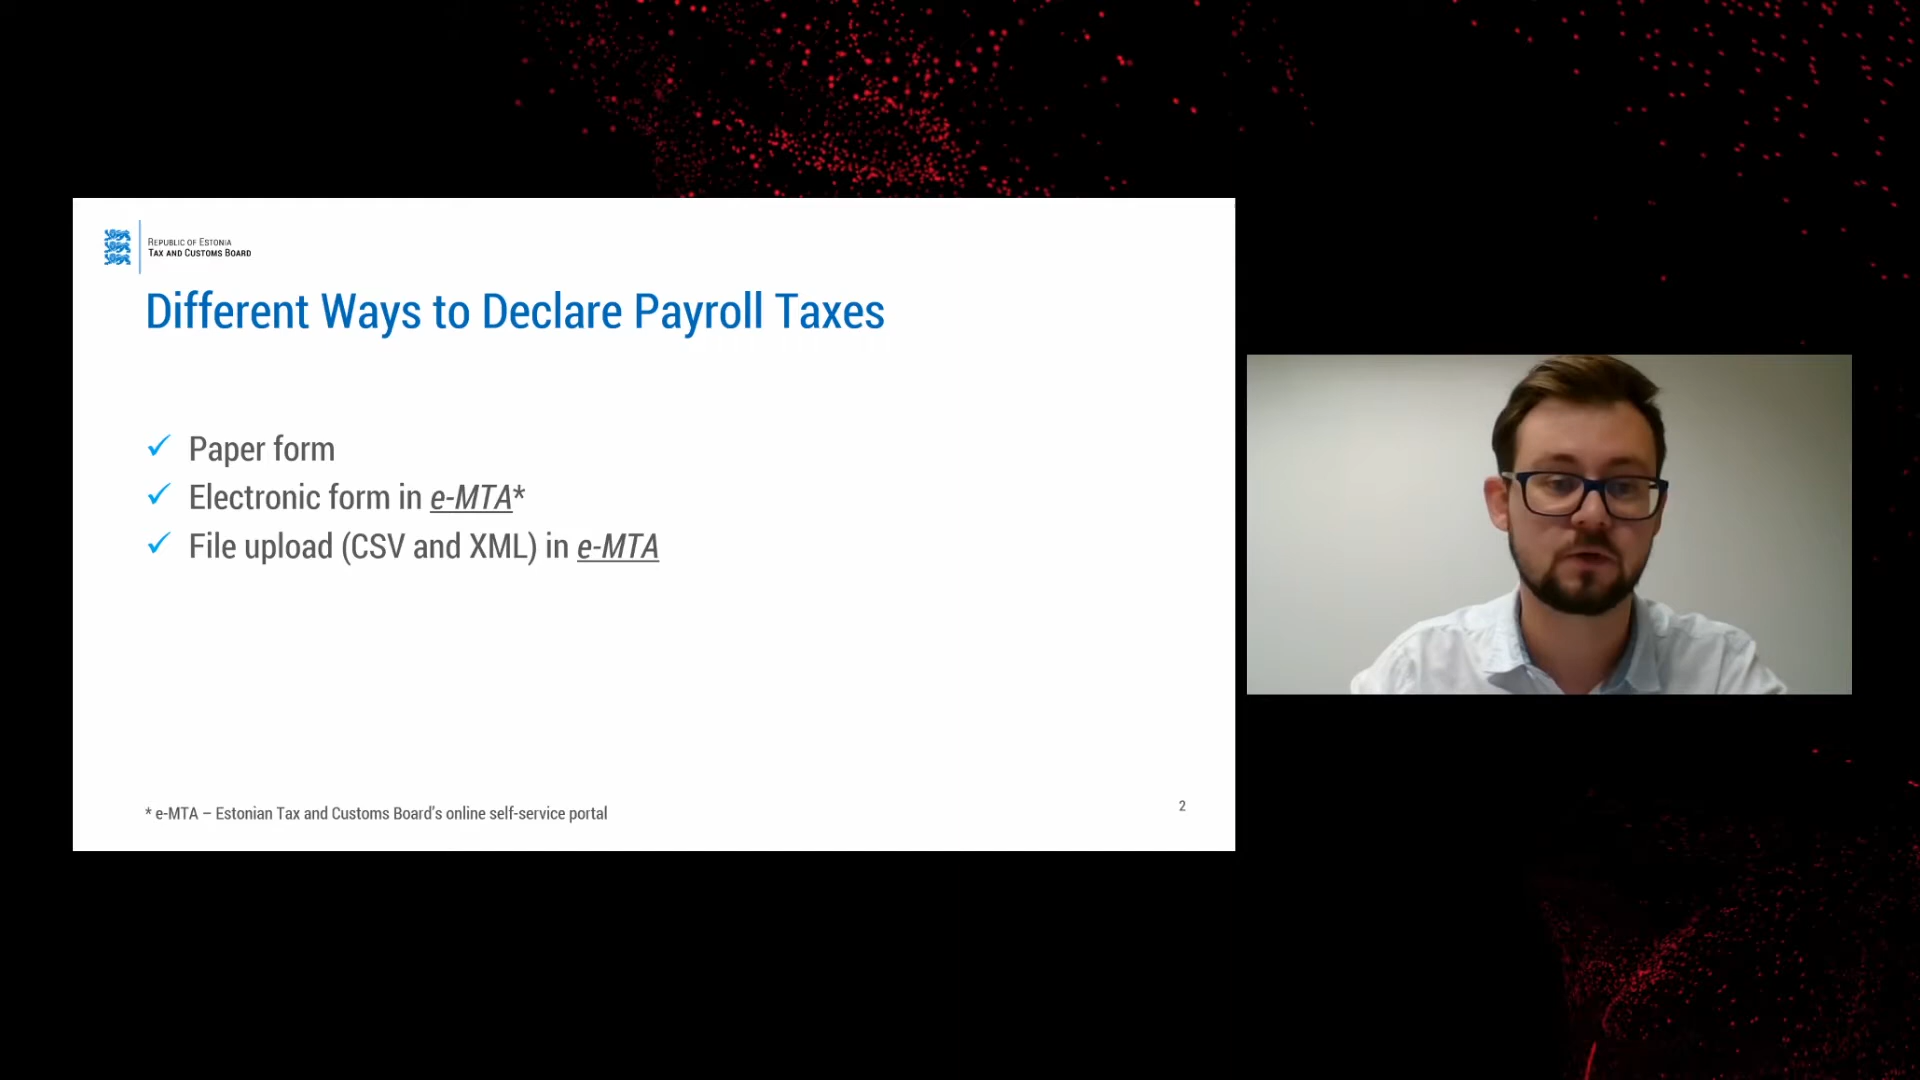 REPUBLIC OF ESTONIA
TAX AND CUSTOMS BOARD
Different Ways to Declare Payroll Taxes
✓ Paper form
✓ Electronic form in e-MTA*
✓ File upload (CSV and XML) in e-MTA
* e-MTA – Estonian Tax and Customs Board's online self-service portal
2